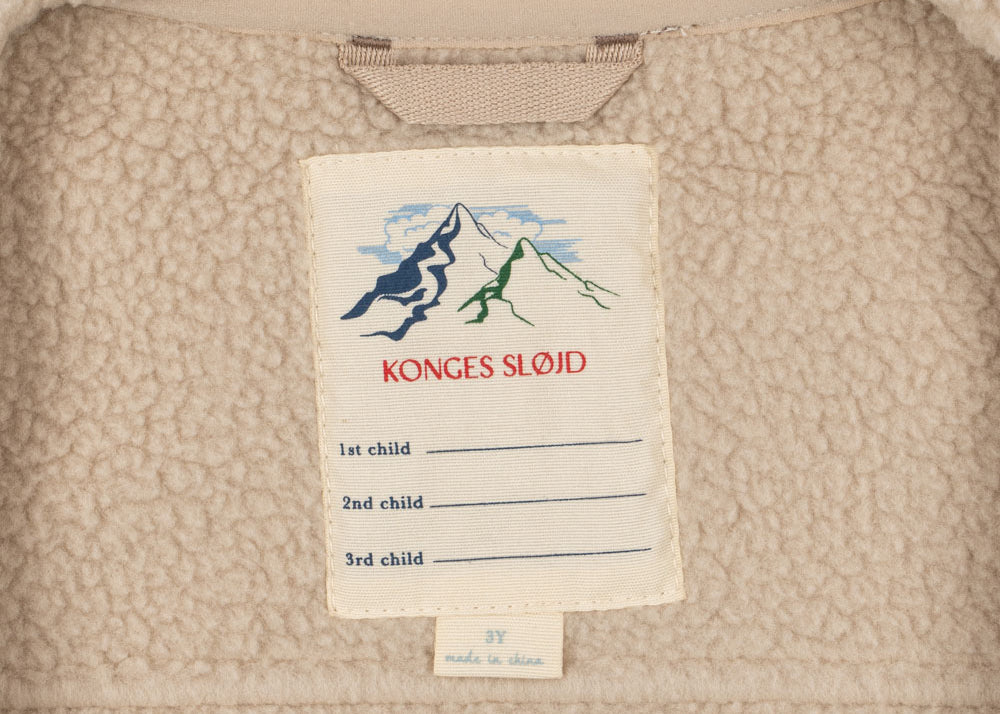 KONGES SLØJD
1st child
2nd child
3rd child
3Y
made in china